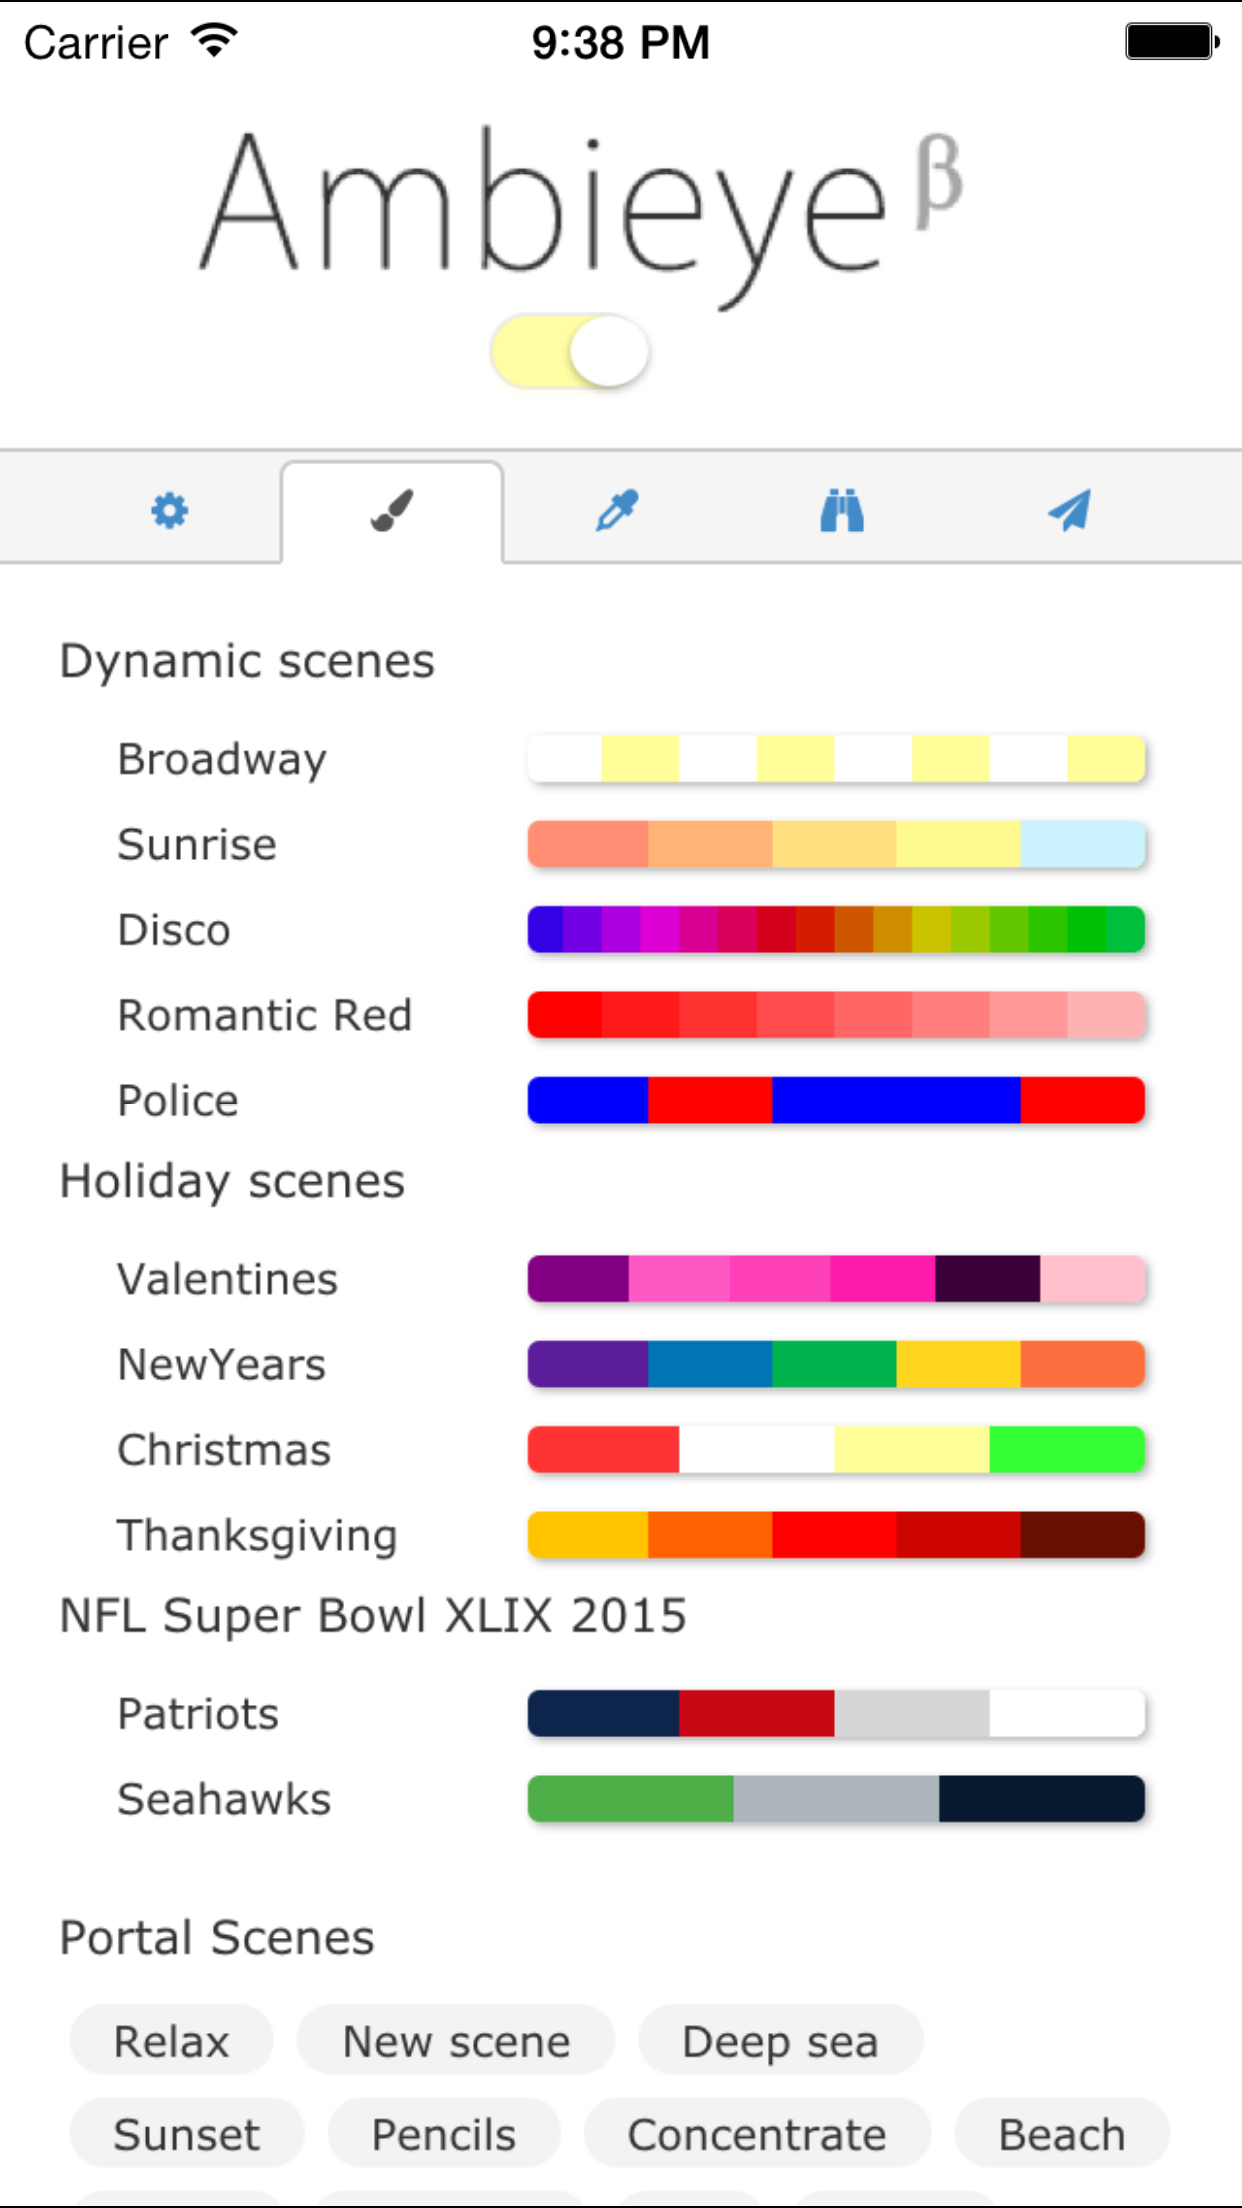 Carrier 9:38 PM
Ambieye β
Dynamic scenes
Broadway
Sunrise
Disco
Romantic Red
Police
Holiday scenes
Valentines
NewYears
Christmas
Thanksgiving
NFL Super Bowl XLIX 2015
Patriots
Seahawks
Portal Scenes
Relax New scene Deep sea
Sunset Pencils Concentrate Beach